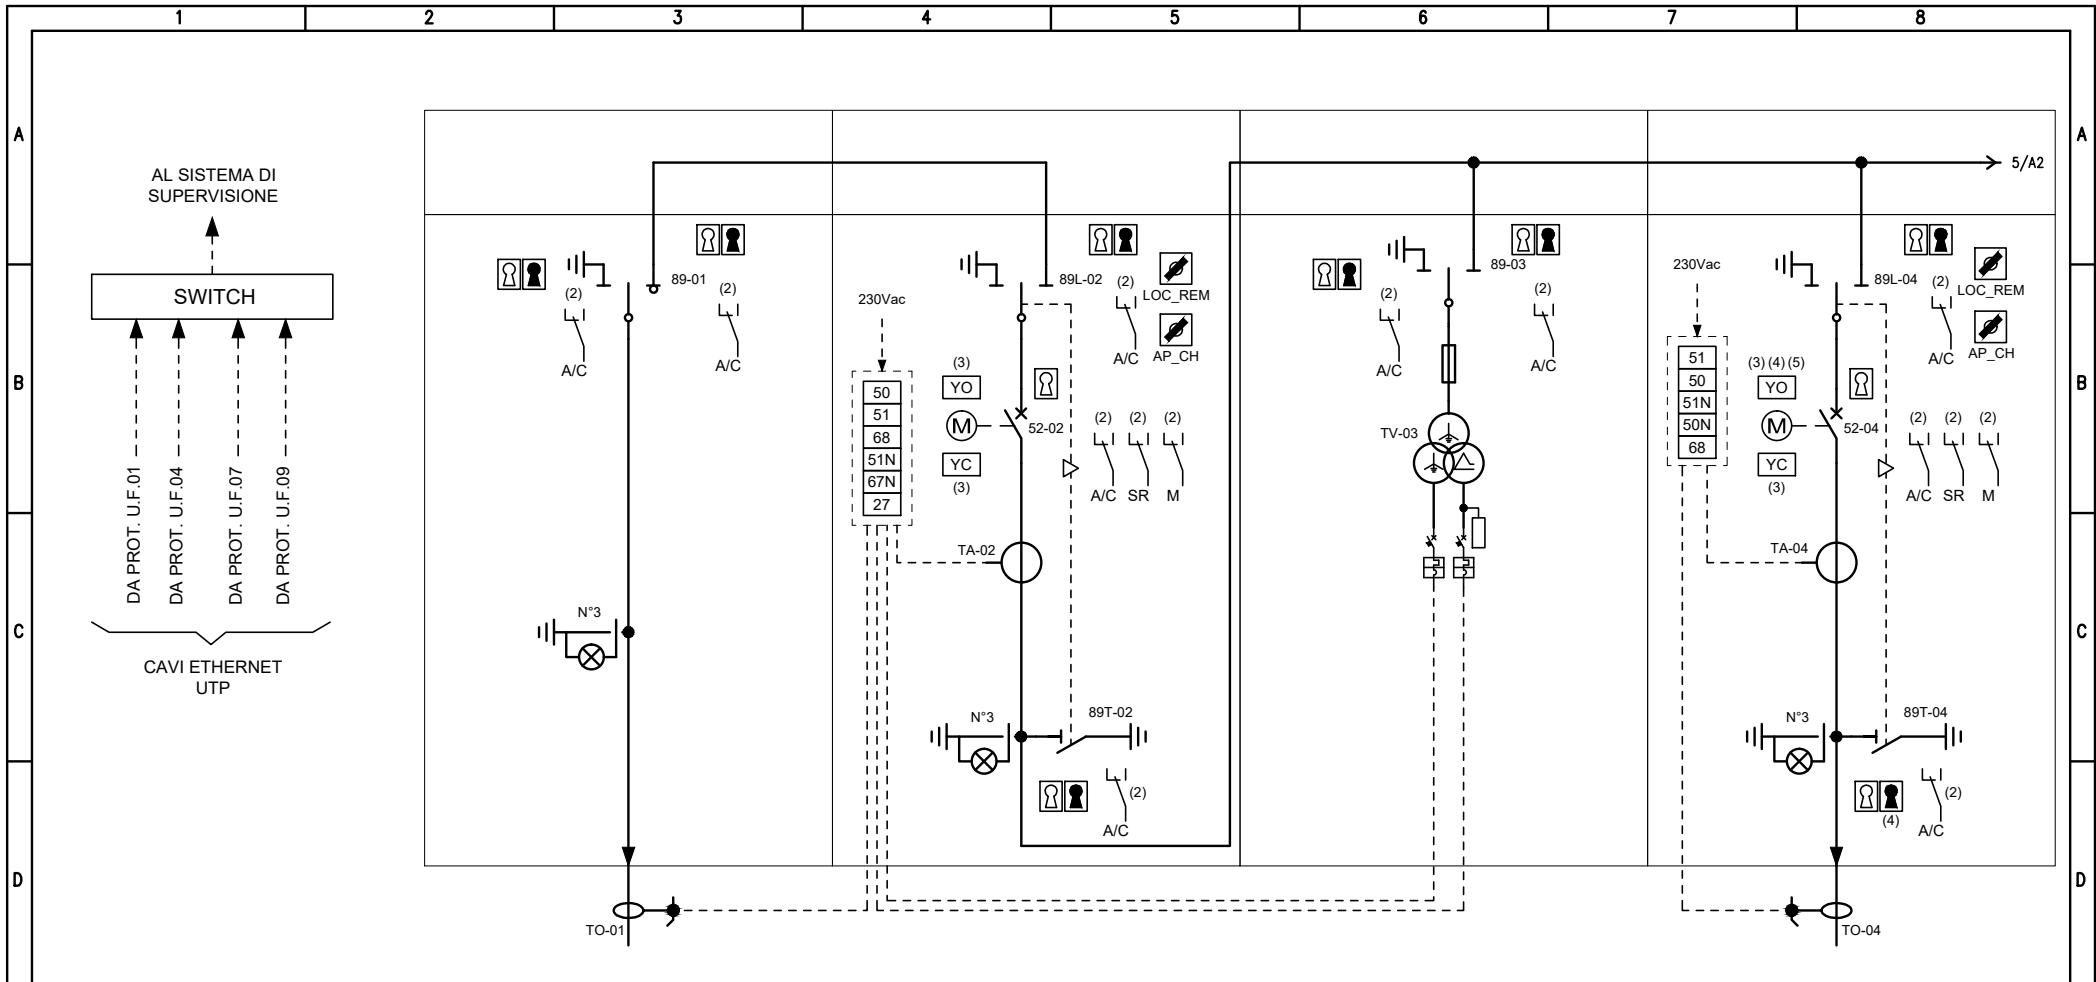 1 2 3 4 5 6 7 8
A
A
B
B
C
C
D
D
AL SISTEMA DI
SUPERVISIONE
SWITCH
DA PROT. U.F.01
DA PROT. U.F.04
DA PROT. U.F.07
DA PROT. U.F.09
CAVI ETHERNET
UTP
(2)
A/C
89-01
(2)
A/C
N°3
TO-01
230Vac
50
51
68
51N
67N
27
(3)
YO
M
YC
(3)
52-02
89L-02
(2)
A/C
LOC_REM
AP_CH
(2) (2) (2)
A/C SR M
TA-02
N°3
89T-02
(2)
A/C
(2)
A/C
89-03
(2)
A/C
TV-03
5/A2
230Vac
51
50
51N
50N
68
(3) (4) (5)
YO
M
YC
(3)
52-04
89L-04
(2)
A/C
LOC_REM
AP_CH
(2) (2) (2)
A/C SR M
TA-04
N°3
89T-04
(4)
(2)
A/C
TO-04